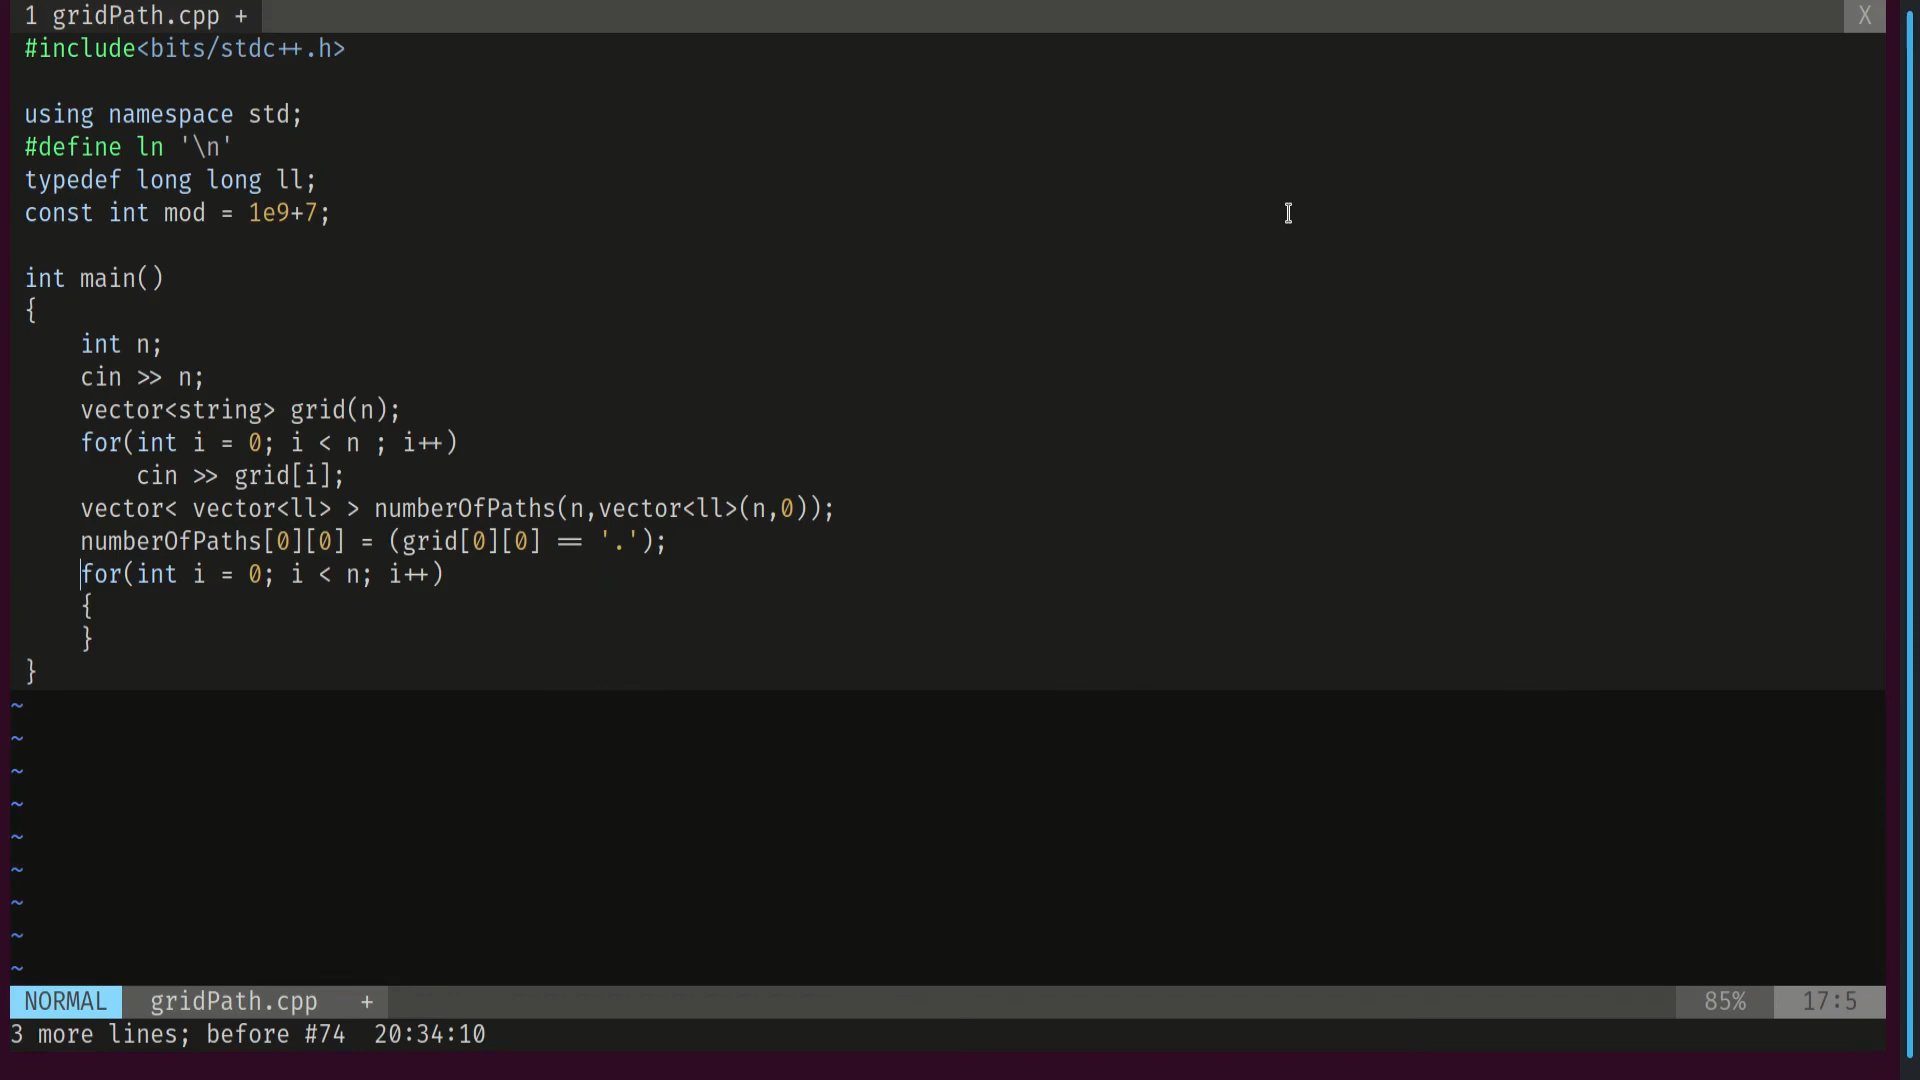 1 gridPath.cpp + X
#include<bits/stdc++.h>
using namespace std;
#define ln '\n'
typedef long long ll;
const int mod = 1e9+7;
int main()
{
    int n;
    cin >> n;
    vector<string> grid(n);
    for(int i = 0; i < n ; i++)
        cin >> grid[i];
    vector< vector<ll> > numberOfPaths(n,vector<ll>(n,0));
    numberOfPaths[0][0] = (grid[0][0] == '.');
    for(int i = 0; i < n; i++)
    {
    }
}
~
~
~
~
~
~
~
~
~
NORMAL gridPath.cpp + 85% 17:5
3 more lines; before #74 20:34:10